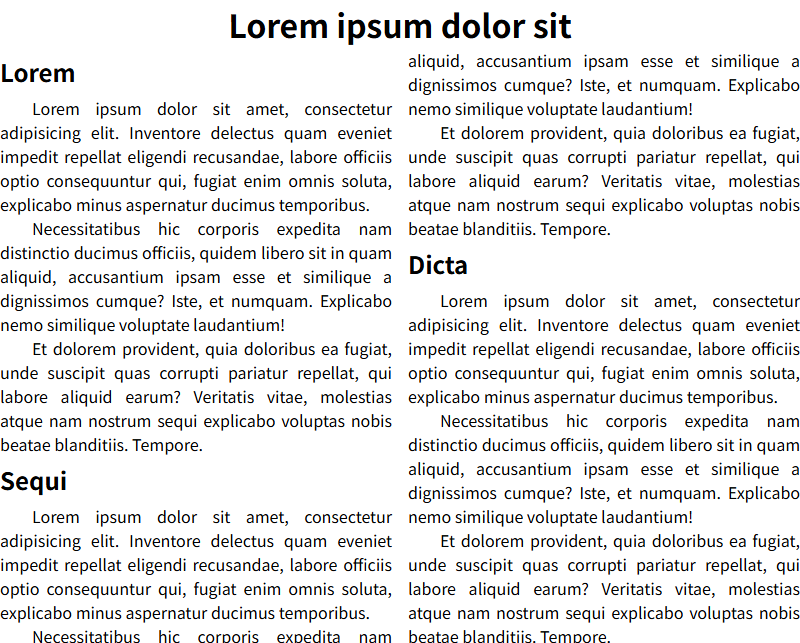 Lorem ipsum dolor sit
Lorem
Lorem ipsum dolor sit amet, consectetur
adipisicing elit. Inventore delectus quam eveniet
impedit repellat eligendi recusandae, labore officiis
optio consequuntur qui, fugiat enim omnis soluta,
explicabo minus aspernatur ducimus temporibus.
Necessitatibus hic corporis expedita nam
distinctio ducimus officiis, quidem libero sit in quam
aliquid, accusantium ipsam esse et similique a
dignissimos cumque? Iste, et numquam. Explicabo
nemo similique voluptate laudantium!
Et dolorem provident, quia doloribus ea fugiat,
unde suscipit quas corrupti pariatur repellat, qui
labore aliquid earum? Veritatis vitae, molestias
atque nam nostrum sequi explicabo voluptas nobis
beatae blanditiis. Tempore.
Sequi
Lorem ipsum dolor sit amet, consectetur
adipisicing elit. Inventore delectus quam eveniet
impedit repellat eligendi recusandae, labore officiis
optio consequuntur qui, fugiat enim omnis soluta,
explicabo minus aspernatur ducimus temporibus.
Necessitatibus hic corporis expedita nam
aliquid, accusantium ipsam esse et similique a
dignissimos cumque? Iste, et numquam. Explicabo
nemo similique voluptate laudantium!
Et dolorem provident, quia doloribus ea fugiat,
unde suscipit quas corrupti pariatur repellat, qui
labore aliquid earum? Veritatis vitae, molestias
atque nam nostrum sequi explicabo voluptas nobis
beatae blanditiis. Tempore.
Dicta
Lorem ipsum dolor sit amet, consectetur
adipisicing elit. Inventore delectus quam eveniet
impedit repellat eligendi recusandae, labore officiis
optio consequuntur qui, fugiat enim omnis soluta,
explicabo minus aspernatur ducimus temporibus.
Necessitatibus hic corporis expedita nam
distinctio ducimus officiis, quidem libero sit in quam
aliquid, accusantium ipsam esse et similique a
dignissimos cumque? Iste, et numquam. Explicabo
nemo similique voluptate laudantium!
Et dolorem provident, quia doloribus ea fugiat,
unde suscipit quas corrupti pariatur repellat, qui
labore aliquid earum? Veritatis vitae, molestias
atque nam nostrum sequi explicabo voluptas nobis
beatae blanditiis. Tempore.